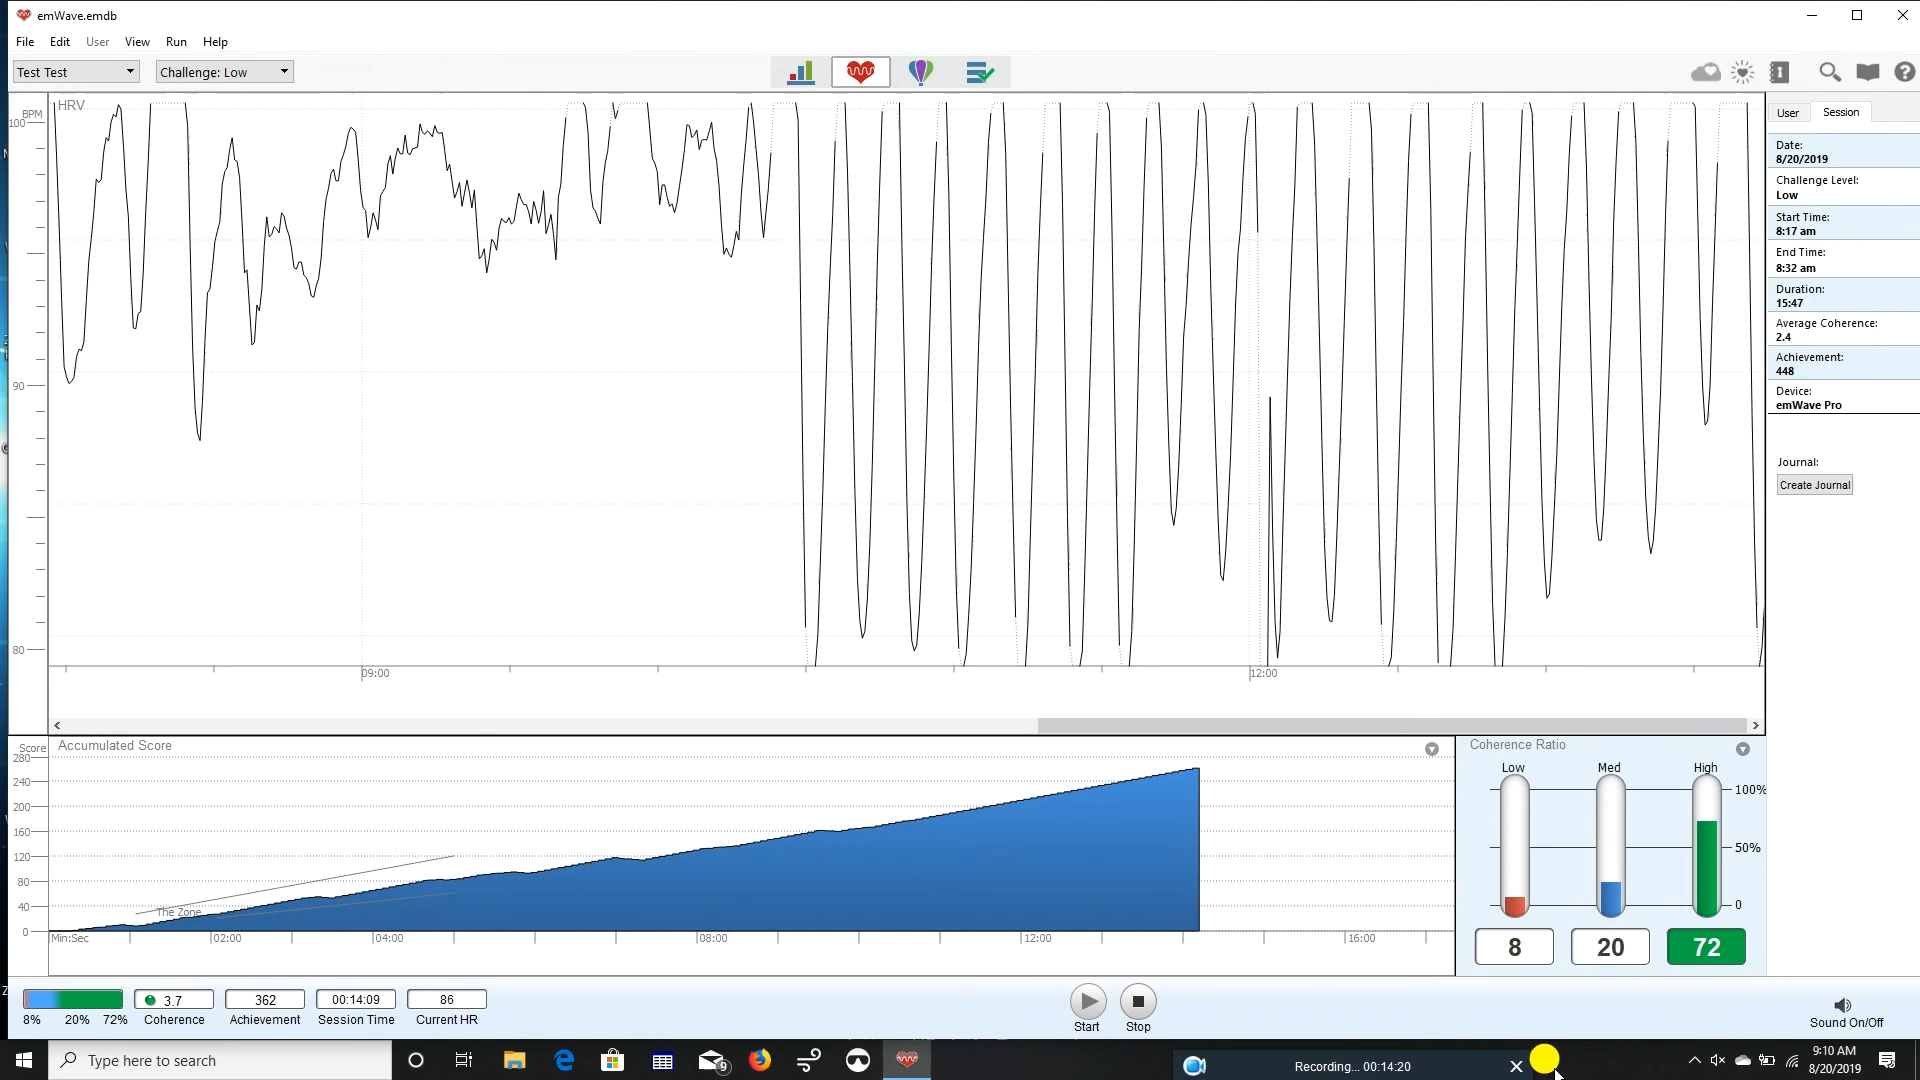 emWave.emdb
File Edit User View Run Help
Test Test
Challenge: Low
HRV
BPM
100
90
80
09:00
12:00
User
Session
Date:
8/20/2019
Challenge Level:
Low
Start Time:
8:17 am
End Time:
8:32 am
Duration:
15:47
Average Coherence:
2.4
Achievement:
448
Device:
emWave Pro
Journal:
Create Journal
Accumulated Score
Score
280
240
200
160
120
80
40
0
The Zone
Min:Sec
02:00
04:00
08:00
12:00
16:00
Coherence Ratio
Low Med High
100%
50%
0
8 20 72
3.7 362 00:14:09 86
8% 20% 72% Coherence Achievement Session Time Current HR
Start Stop
Sound On/Off
Type here to search
9
Recording... 00:14:20
9:10 AM
8/20/2019